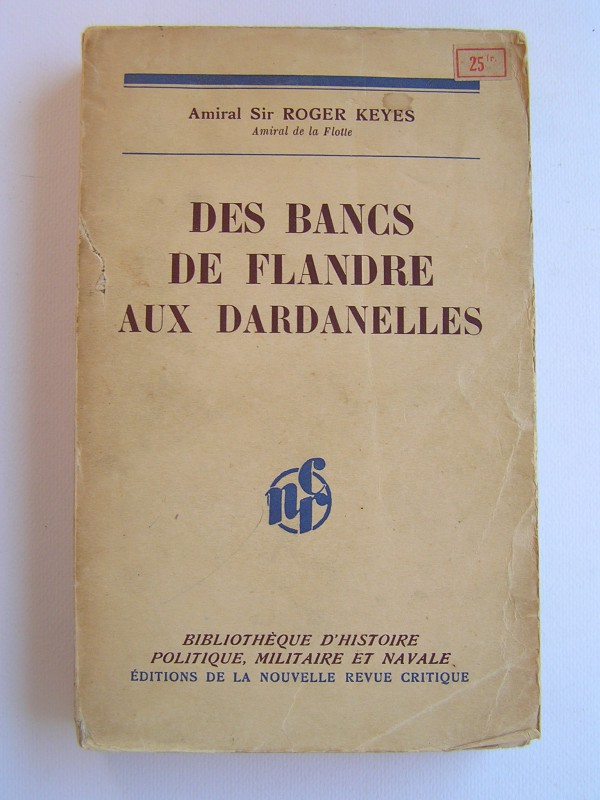 25 fr.
Amiral Sir ROGER KEYES
Amiral de la Flotte
DES BANCS
DE FLANDRE
AUX DARDANELLES
nrc
BIBLIOTHÈQUE D'HISTOIRE
POLITIQUE, MILITAIRE ET NAVALE
ÉDITIONS DE LA NOUVELLE REVUE CRITIQUE